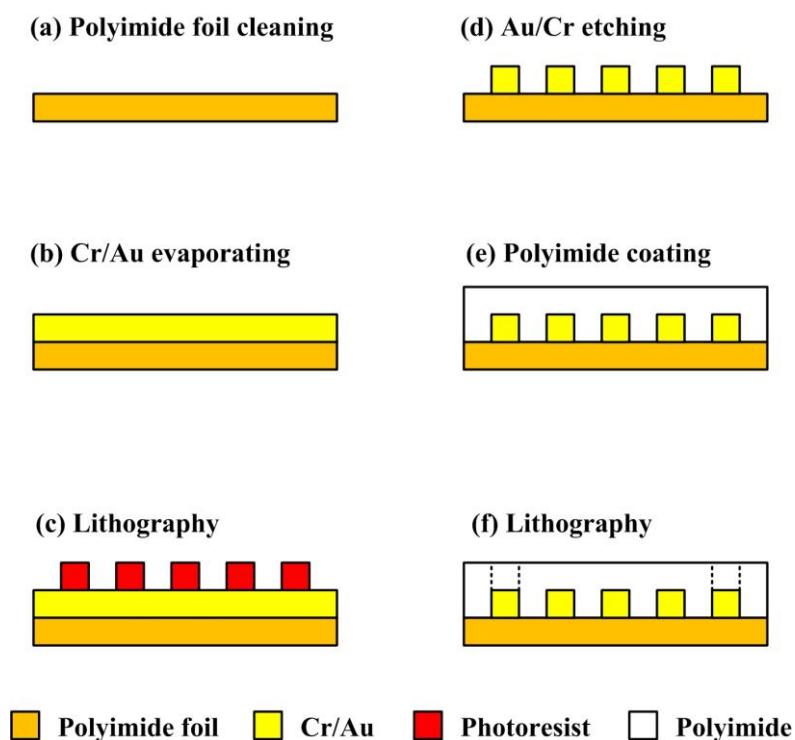 (a) Polyimide foil cleaning
(b) Cr/Au evaporating
(c) Lithography
(d) Au/Cr etching
(e) Polyimide coating
(f) Lithography
Polyimide foil
Cr/Au
Photoresist
Polyimide